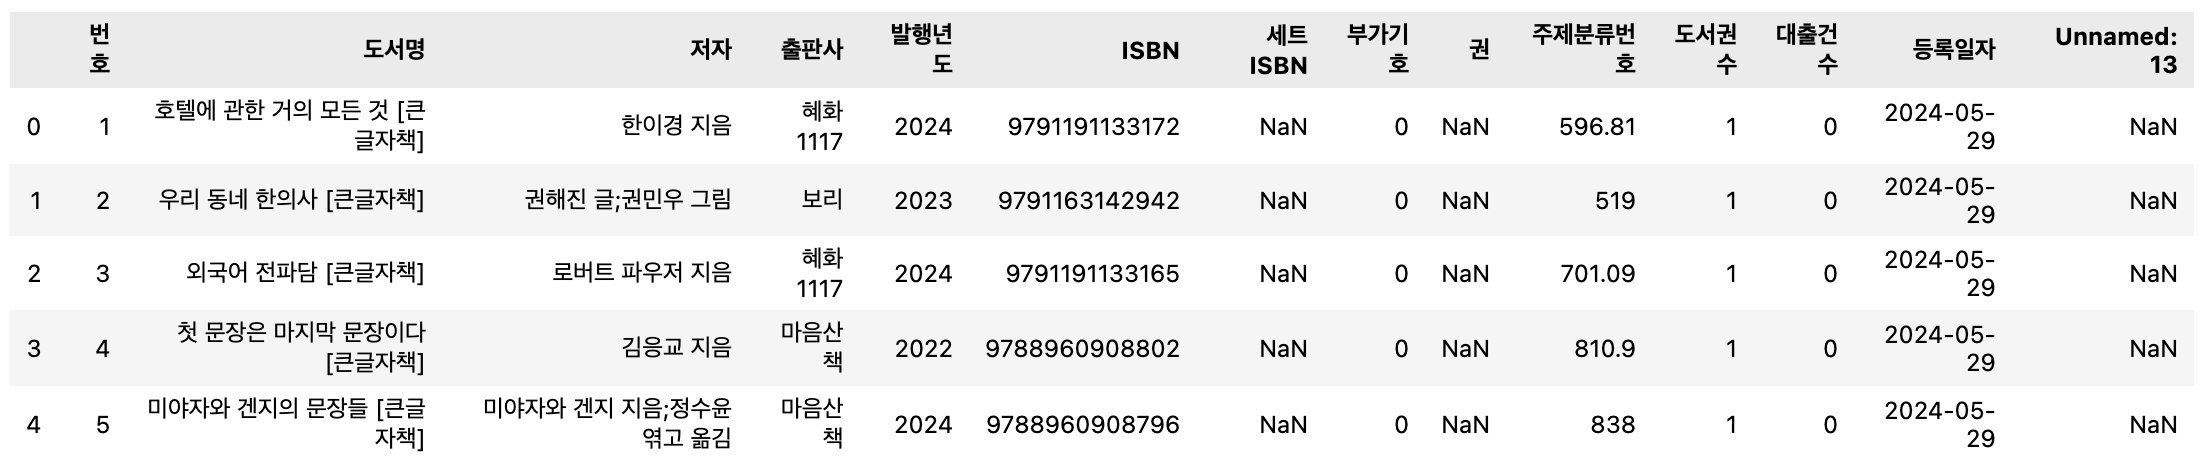 번호 도서명 저자 출판사 발행년도 ISBN 세트 ISBN 부가기호 권 주제분류번호 도서권수 대출건수 등록일자 Unnamed: 13
0 1 호텔에 관한 거의 모든 것 [큰글자책] 한이경 지음 혜화1117 2024 9791191133172 NaN 0 NaN 596.81 1 0 2024-05-29 NaN
1 2 우리 동네 한의사 [큰글자책] 권해진 글;권민우 그림 보리 2023 9791163142942 NaN 0 NaN 519 1 0 2024-05-29 NaN
2 3 외국어 전파담 [큰글자책] 로버트 파우저 지음 혜화1117 2024 9791191133165 NaN 0 NaN 701.09 1 0 2024-05-29 NaN
3 4 첫 문장은 마지막 문장이다 [큰글자책] 김응교 지음 마음산책 2022 9788960908802 NaN 0 NaN 810.9 1 0 2024-05-29 NaN
4 5 미야자와 겐지의 문장들 [큰글자책] 미야자와 겐지 지음;정수윤 엮고 옮김 마음산책 2024 9788960908796 NaN 0 NaN 838 1 0 2024-05-29 NaN